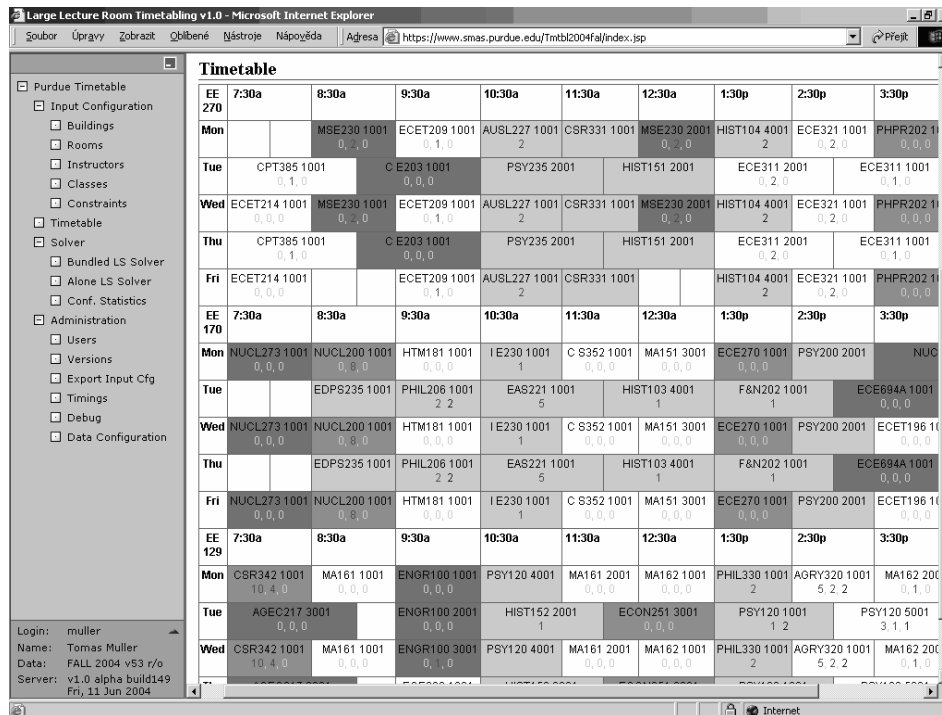 Large Lecture Room Timetabling v1.0 - Microsoft Internet Explorer
Soubor Úpravy Zobrazit Oblíbené Nástroje Nápověda Adresa https://www.smas.purdue.edu/Tmtbl2004fal/index.jsp Přejít
Purdue Timetable
Input Configuration
Buildings
Rooms
Instructors
Classes
Constraints
Timetable
Solver
Bundled LS Solver
Alone LS Solver
Conf. Statistics
Administration
Users
Versions
Export Input Cfg
Timings
Debug
Data Configuration
Login: muller
Name: Tomas Muller
Data: FALL 2004 v53 r/o
Server: v1.0 alpha build149
Fri, 11 Jun 2004
Timetable
EE 270 7:30a 8:30a 9:30a 10:30a 11:30a 12:30a 1:30p 2:30p 3:30p
Mon MSE230 1001 ECET209 1001 AUSL227 1001 CSR331 1001 MSE230 2001 HIST104 4001 ECE321 1001 PHPR202 1
0, 2, 0 0, 1, 0 2 0, 2, 0 2 0, 2, 0 0, 0, 0
Tue CPT385 1001 C E203 1001 PSY235 2001 HIST151 2001 ECE311 2001 ECE311 1001
0, 1, 0 0, 0, 0 0, 2, 0 0, 1, 0
Wed ECET214 1001 MSE230 1001 ECET209 1001 AUSL227 1001 CSR331 1001 MSE230 2001 HIST104 4001 ECE321 1001 PHPR202 1
0, 0, 0 0, 2, 0 0, 1, 0 2 0, 2, 0 2 0, 2, 0 0, 0, 0
Thu CPT385 1001 C E203 1001 PSY235 2001 HIST151 2001 ECE311 2001 ECE311 1001
0, 1, 0 0, 0, 0 0, 2, 0 0, 1, 0
Fri ECET214 1001 ECET209 1001 AUSL227 1001 CSR331 1001 HIST104 4001 ECE321 1001 PHPR202 1
0, 0, 0 0, 1, 0 2 2 0, 2, 0 0, 0, 0
EE 170 7:30a 8:30a 9:30a 10:30a 11:30a 12:30a 1:30p 2:30p 3:30p
Mon NUCL273 1001 NUCL200 1001 HTM181 1001 I E230 1001 C S352 1001 MA151 3001 ECE270 1001 PSY200 2001 NUC
0, 0, 0 0, 8, 0 0, 0, 0 1 0, 0, 0 0, 0, 0 0, 0, 0
Tue EDPS235 1001 PHIL206 1001 EAS221 1001 HIST103 4001 F&N202 1001 ECE694A 1001
2 2 5 1 1 0, 0, 0
Wed NUCL273 1001 NUCL200 1001 HTM181 1001 I E230 1001 C S352 1001 MA151 3001 ECE270 1001 PSY200 2001 ECET196 1
0, 0, 0 0, 8, 0 0, 0, 0 1 0, 0, 0 0, 0, 0 0, 0, 0 0, 0, 0
Thu EDPS235 1001 PHIL206 1001 EAS221 1001 HIST103 4001 F&N202 1001 ECE694A 1001
2 2 5 1 1 0, 0, 0
Fri NUCL273 1001 NUCL200 1001 HTM181 1001 I E230 1001 C S352 1001 MA151 3001 ECE270 1001 PSY200 2001 ECET196 1
0, 0, 0 0, 8, 0 0, 0, 0 1 0, 0, 0 0, 0, 0 0, 0, 0 0, 0, 0
EE 129 7:30a 8:30a 9:30a 10:30a 11:30a 12:30a 1:30p 2:30p 3:30p
Mon CSR342 1001 MA161 1001 ENGR100 1001 PSY120 4001 MA161 2001 MA162 1001 PHIL330 1001 AGRY320 1001 MA162 200
10, 4, 0 0, 0, 0 0, 0, 0 0, 0, 0 0, 0, 0 2 5, 2, 2 0, 1, 0
Tue AGEC217 3001 ENGR100 2001 HIST152 2001 ECON251 3001 PSY120 1001 PSY120 5001
0, 0, 0 0, 0, 0 1 0, 0, 0 1 2 3, 1, 1
Wed CSR342 1001 MA161 1001 ENGR100 3001 PSY120 4001 MA161 2001 MA162 1001 PHIL330 1001 AGRY320 1001 MA162 200
10, 4, 0 0, 0, 0 0, 1, 0 0, 0, 0 0, 0, 0 2 5, 2, 2 0, 1, 0
Internet